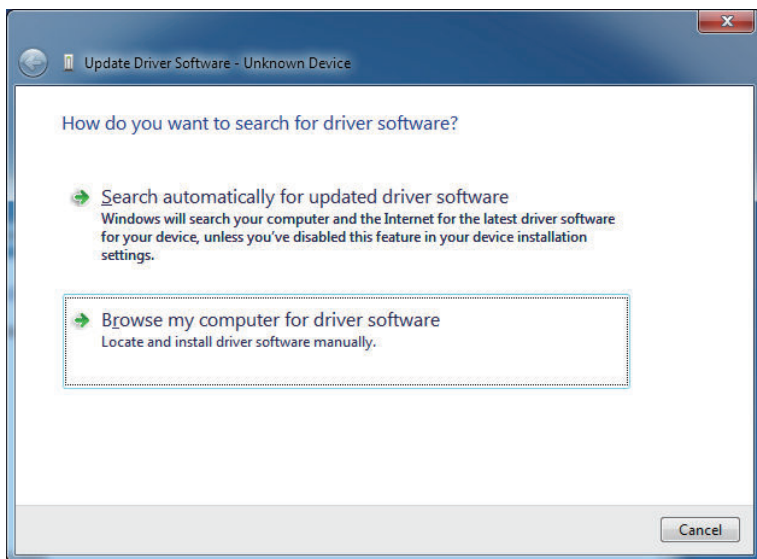 Update Driver Software - Unknown Device
How do you want to search for driver software?
Search automatically for updated driver software
Windows will search your computer and the Internet for the latest driver software
for your device, unless you've disabled this feature in your device installation
settings.
Browse my computer for driver software
Locate and install driver software manually.
Cancel